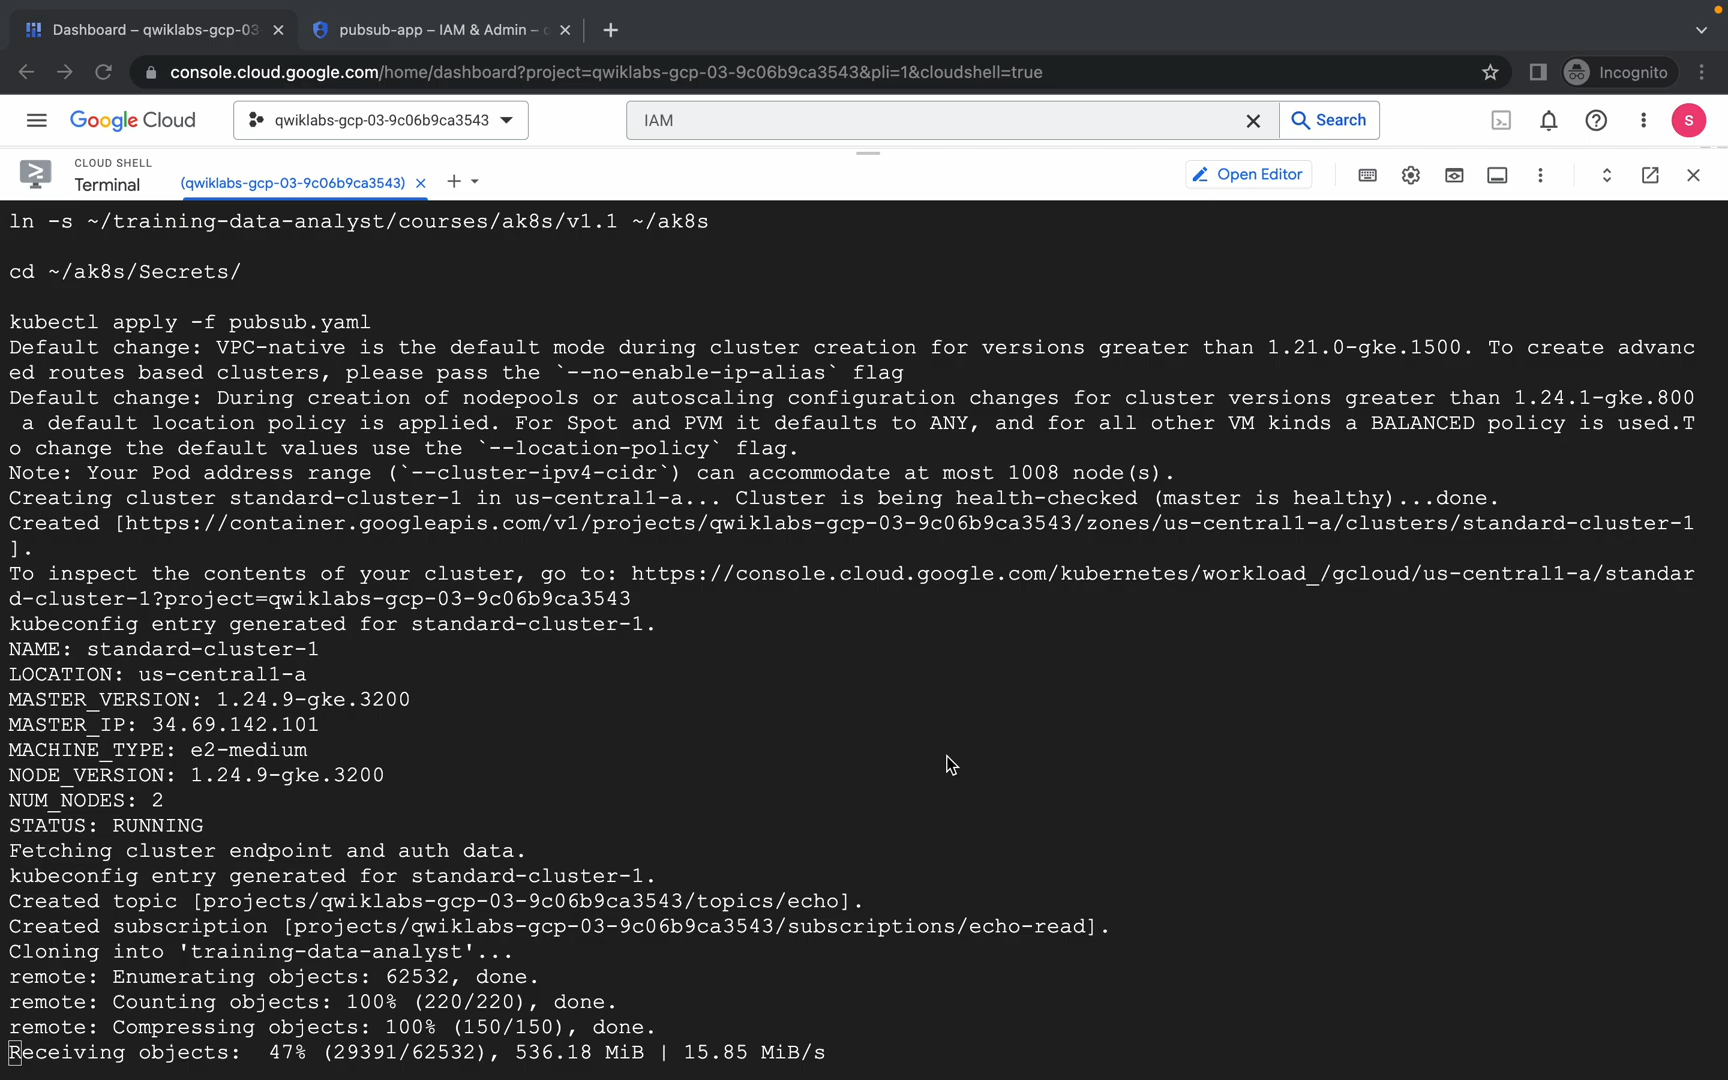 Dashboard – qwiklabs-gcp-03
pubsub-app – IAM & Admin –
console.cloud.google.com/home/dashboard?project=qwiklabs-gcp-03-9c06b9ca3543&pli=1&cloudshell=true
Incognito
Google Cloud
qwiklabs-gcp-03-9c06b9ca3543
IAM
Search
S
CLOUD SHELL
Terminal
(qwiklabs-gcp-03-9c06b9ca3543)
Open Editor
ln -s ~/training-data-analyst/courses/ak8s/v1.1 ~/ak8s
cd ~/ak8s/Secrets/
kubectl apply -f pubsub.yaml
Default change: VPC-native is the default mode during cluster creation for versions greater than 1.21.0-gke.1500. To create advanc
ed routes based clusters, please pass the `--no-enable-ip-alias` flag
Default change: During creation of nodepools or autoscaling configuration changes for cluster versions greater than 1.24.1-gke.800
a default location policy is applied. For Spot and PVM it defaults to ANY, and for all other VM kinds a BALANCED policy is used.T
o change the default values use the `--location-policy` flag.
Note: Your Pod address range (`--cluster-ipv4-cidr`) can accommodate at most 1008 node(s).
Creating cluster standard-cluster-1 in us-central1-a... Cluster is being health-checked (master is healthy)...done.
Created [https://container.googleapis.com/v1/projects/qwiklabs-gcp-03-9c06b9ca3543/zones/us-central1-a/clusters/standard-cluster-1
].
To inspect the contents of your cluster, go to: https://console.cloud.google.com/kubernetes/workload_/gcloud/us-central1-a/standar
d-cluster-1?project=qwiklabs-gcp-03-9c06b9ca3543
kubeconfig entry generated for standard-cluster-1.
NAME: standard-cluster-1
LOCATION: us-central1-a
MASTER_VERSION: 1.24.9-gke.3200
MASTER_IP: 34.69.142.101
MACHINE_TYPE: e2-medium
NODE_VERSION: 1.24.9-gke.3200
NUM_NODES: 2
STATUS: RUNNING
Fetching cluster endpoint and auth data.
kubeconfig entry generated for standard-cluster-1.
Created topic [projects/qwiklabs-gcp-03-9c06b9ca3543/topics/echo].
Created subscription [projects/qwiklabs-gcp-03-9c06b9ca3543/subscriptions/echo-read].
Cloning into 'training-data-analyst'...
remote: Enumerating objects: 62532, done.
remote: Counting objects: 100% (220/220), done.
remote: Compressing objects: 100% (150/150), done.
Receiving objects:  47% (29391/62532), 536.18 MiB | 15.85 MiB/s